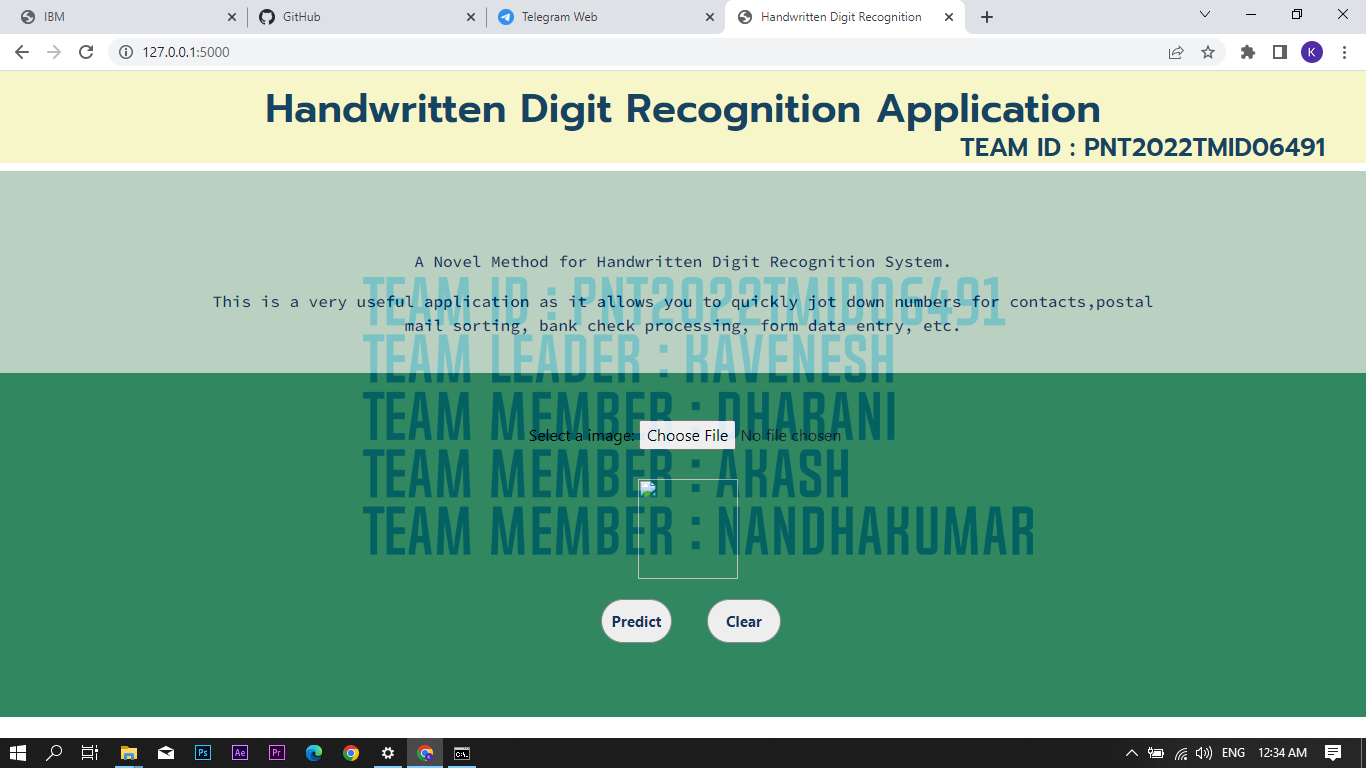 IBM
GitHub
Telegram Web
Handwritten Digit Recognition
127.0.0.1:5000
K
Handwritten Digit Recognition Application
TEAM ID : PNT2022TMID06491
A Novel Method for Handwritten Digit Recognition System.
TEAM ID : PNT2022TMID06491
This is a very useful application as it allows you to quickly jot down numbers for contacts,postal
mail sorting, bank check processing, form data entry, etc.
TEAM LEADER : KAVENESH
TEAM MEMBER : DHARANI
Select a image: Choose File No file chosen
TEAM MEMBER : AKASH
TEAM MEMBER : NANDHAKUMAR
Predict
Clear
Ps
Ae
Pr
ENG
12:34 AM